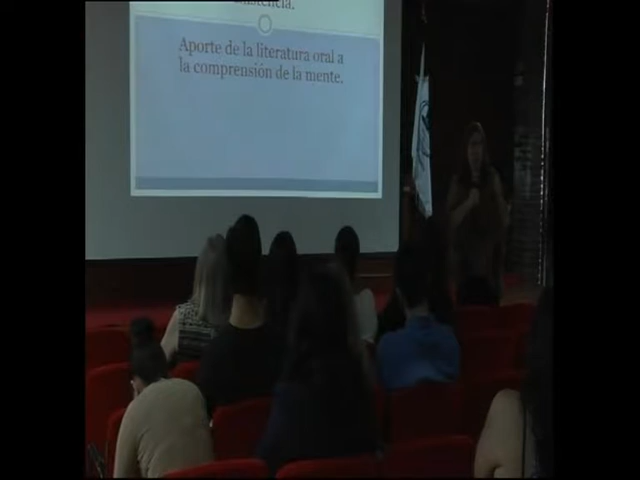 Aporte de la literatura oral a
la comprensión de la mente.